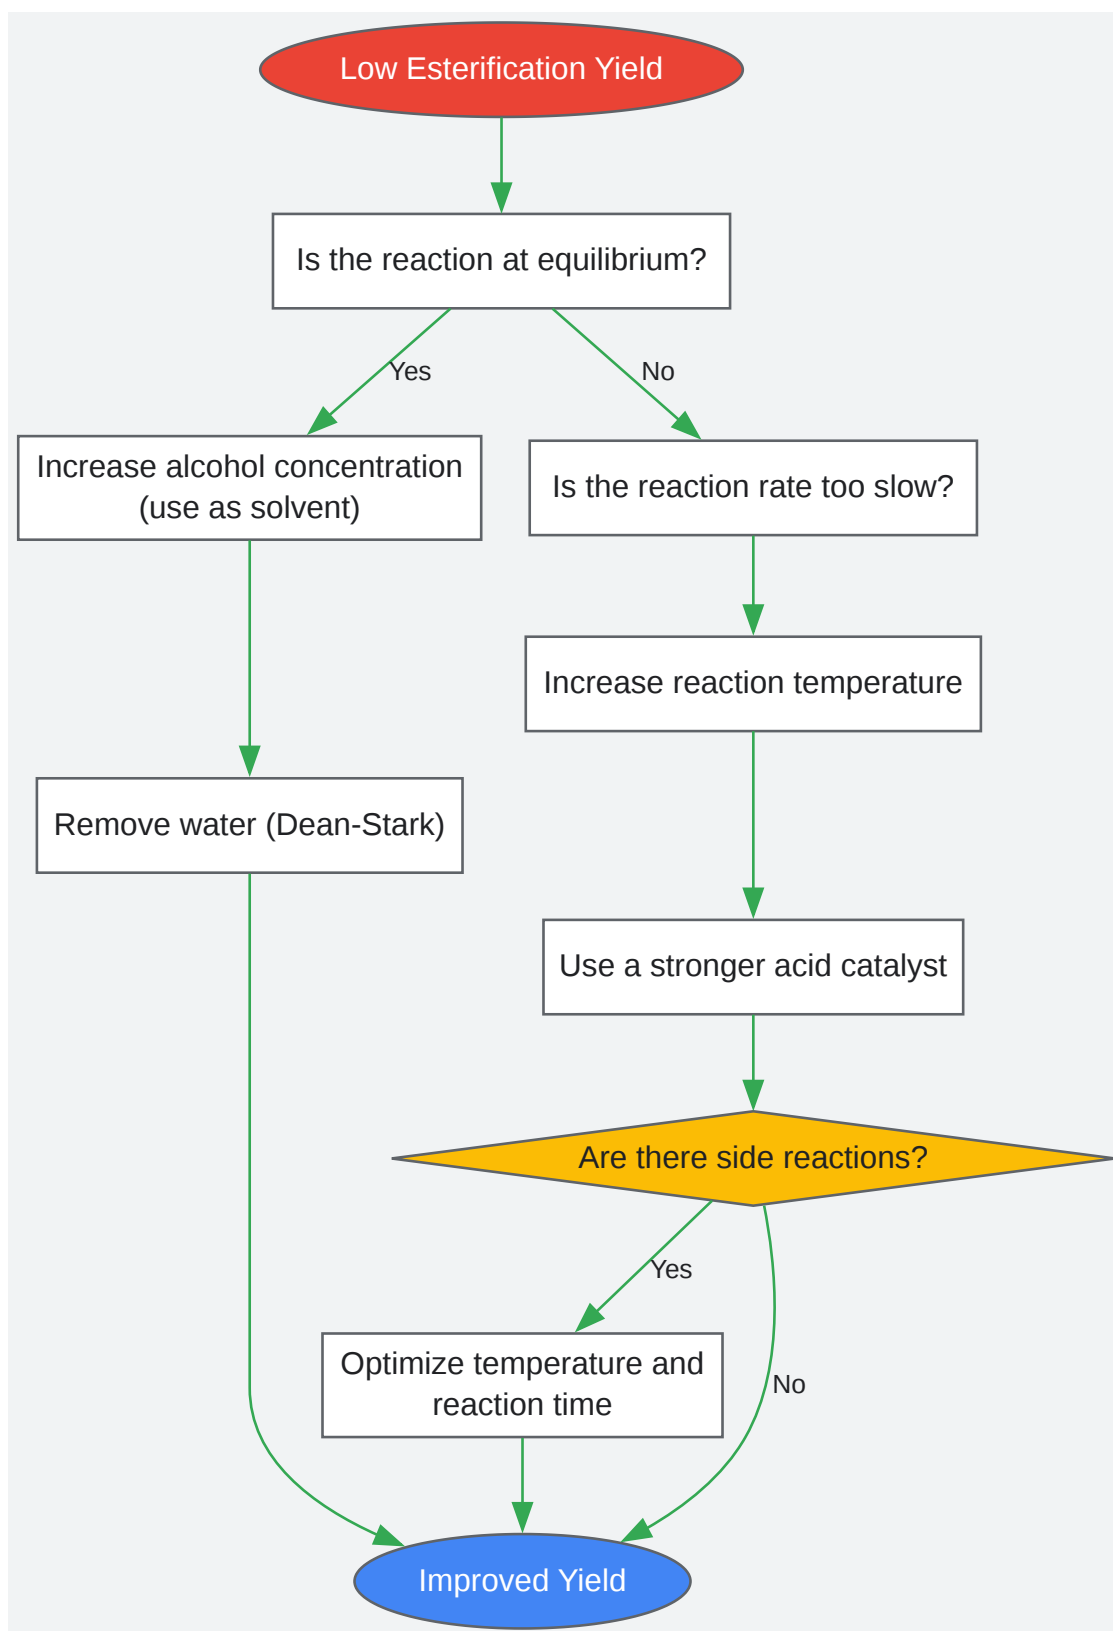 Low Esterification Yield
Is the reaction at equilibrium?
Yes
No
Increase alcohol concentration
(use as solvent)
Is the reaction rate too slow?
Increase reaction temperature
Remove water (Dean-Stark)
Use a stronger acid catalyst
Are there side reactions?
Yes
Optimize temperature and
reaction time
No
Improved Yield